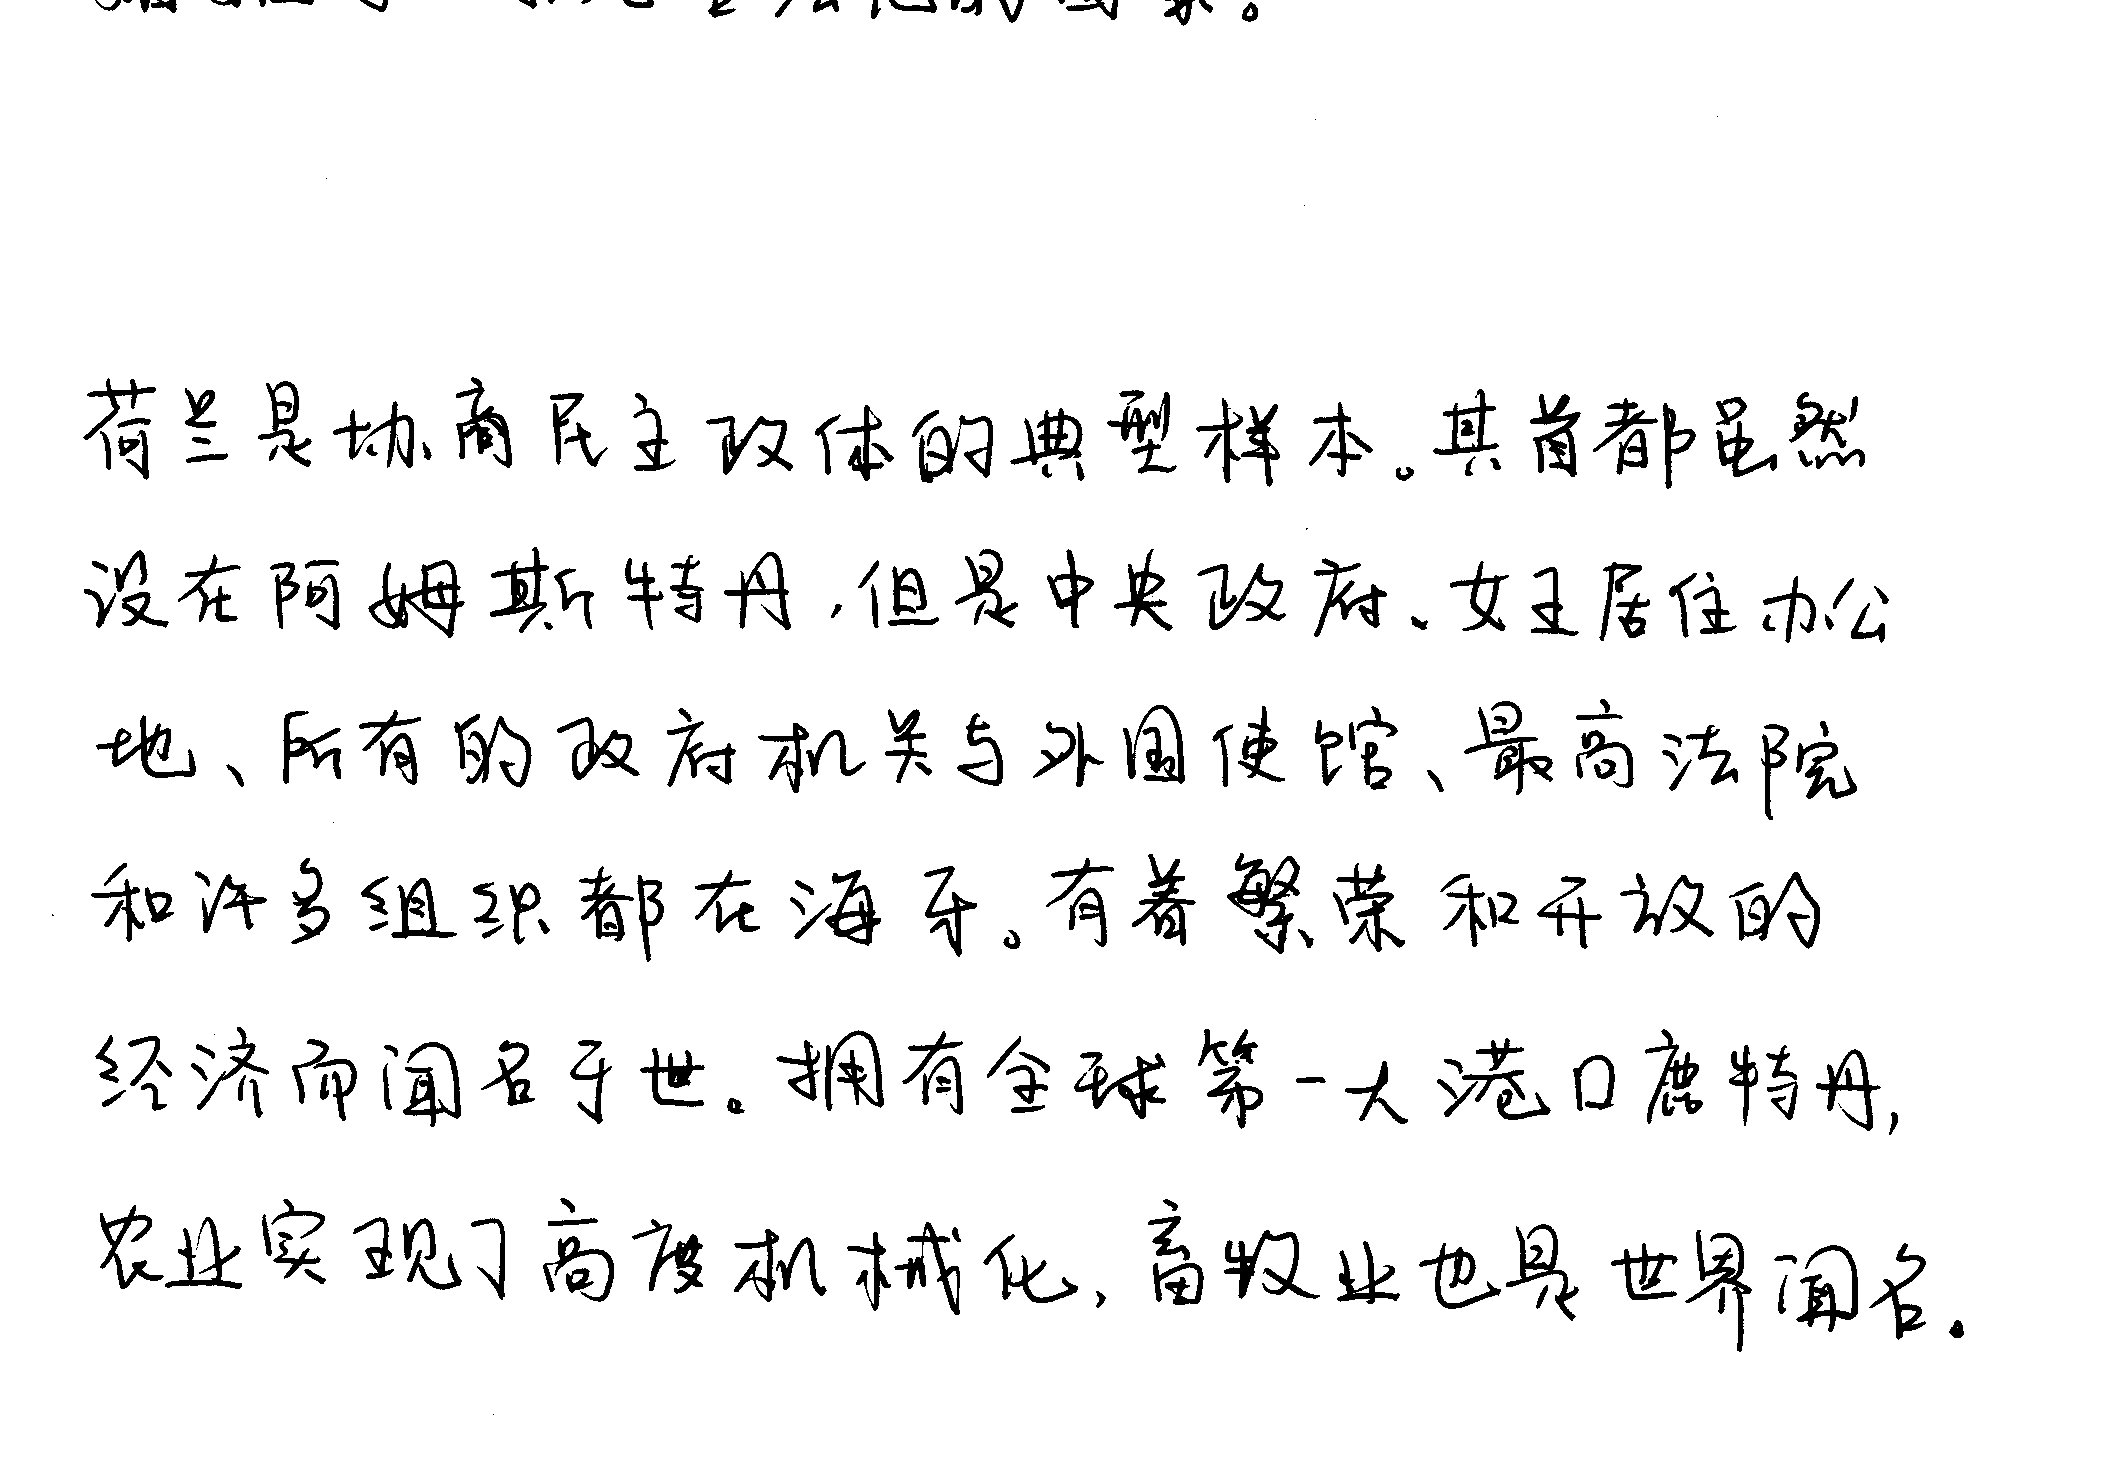 荷兰是协商民主政体的典型样本。其首都虽然
设在阿姆斯特丹，但是中央政府、女王居住办公
地、所有的政府机关与外国使馆、最高法院
和许多组织都在海牙。有着繁荣和开放的
经济而闻名于世。拥有全球第一大港口鹿特丹，
农业实现了高度机械化，畜牧业也是世界闻名。